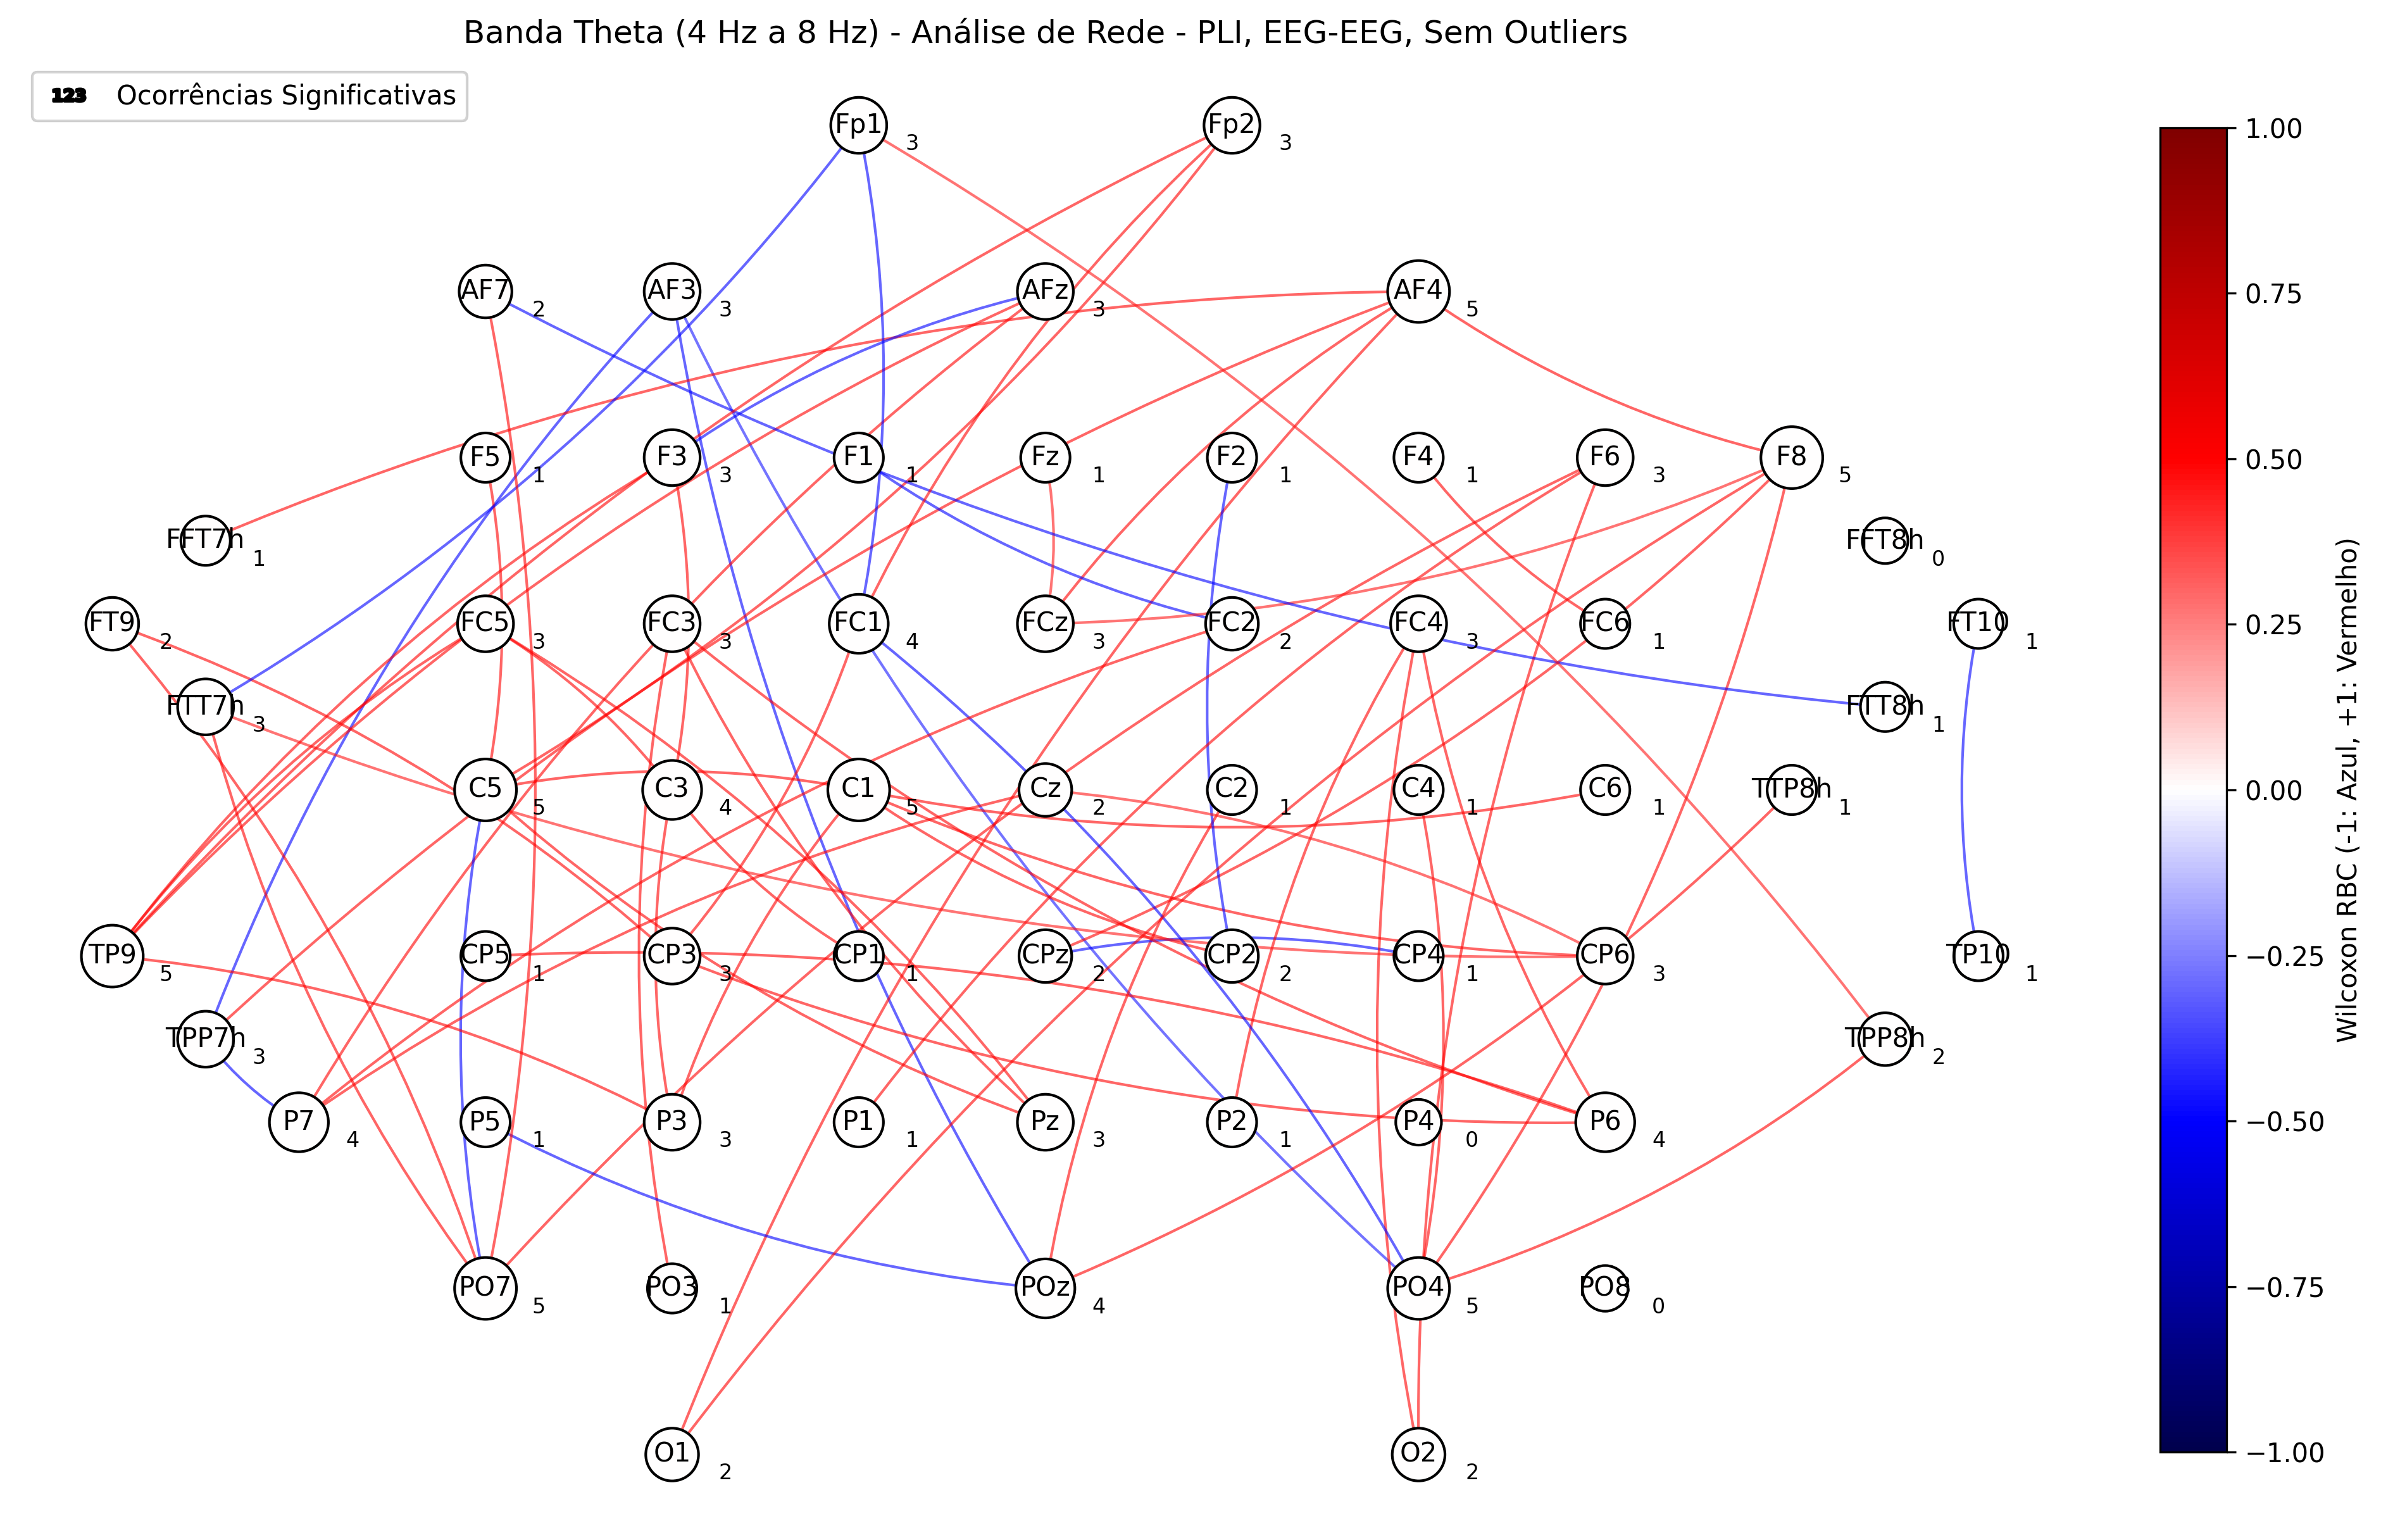 Banda Theta (4 Hz a 8 Hz) - Análise de Rede - PLI, EEG-EEG, Sem Outliers
123 Ocorrências Significativas
Fp1 3 Fp2 3
AF7 2 AF3 3 AFz 3 AF4 5
F5 1 F3 3 F1 1 Fz 1 F2 1 F4 1 F6 3 F8 5
FFT7h 1 FFT8h 0
FT9 2 FC5 3 FC3 3 FC1 4 FCz 3 FC2 2 FC4 3 FC6 1 FT10 1
FTT7h 3 FTT8h 1
C5 5 C3 4 C1 5 Cz 2 C2 1 C4 1 C6 1 TTP8h 1
TP9 5 CP5 1 CP3 3 CP1 1 CPz 2 CP2 2 CP4 1 CP6 3 TP10 1
TPP7h 3 TPP8h 2
P7 4 P5 1 P3 3 P1 1 Pz 3 P2 1 P4 0 P6 4
PO7 5 PO3 1 POz 4 PO4 5 PO8 0
O1 2 O2 2
1.00
0.75
0.50
0.25
0.00
−0.25
−0.50
−0.75
−1.00
Wilcoxon RBC (-1: Azul, +1: Vermelho)